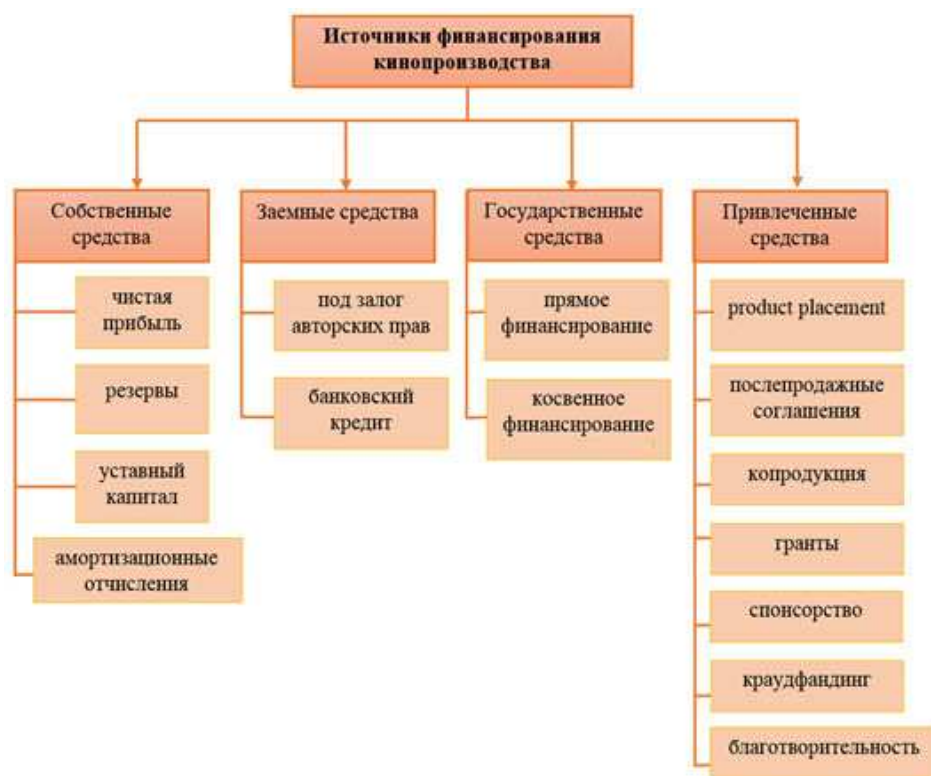 Источники финансирования
кинопроизводства
Собственные
средства
чистая
прибыль
резервы
уставный
капитал
амортизационные
отчисления
Заемные средства
под залог
авторских прав
банковский
кредит
Государственные
средства
прямое
финансирование
косвенное
финансирование
Привлеченные
средства
product placement
послепродажные
соглашения
копродукция
гранты
спонсорство
краудфандинг
благотворительность